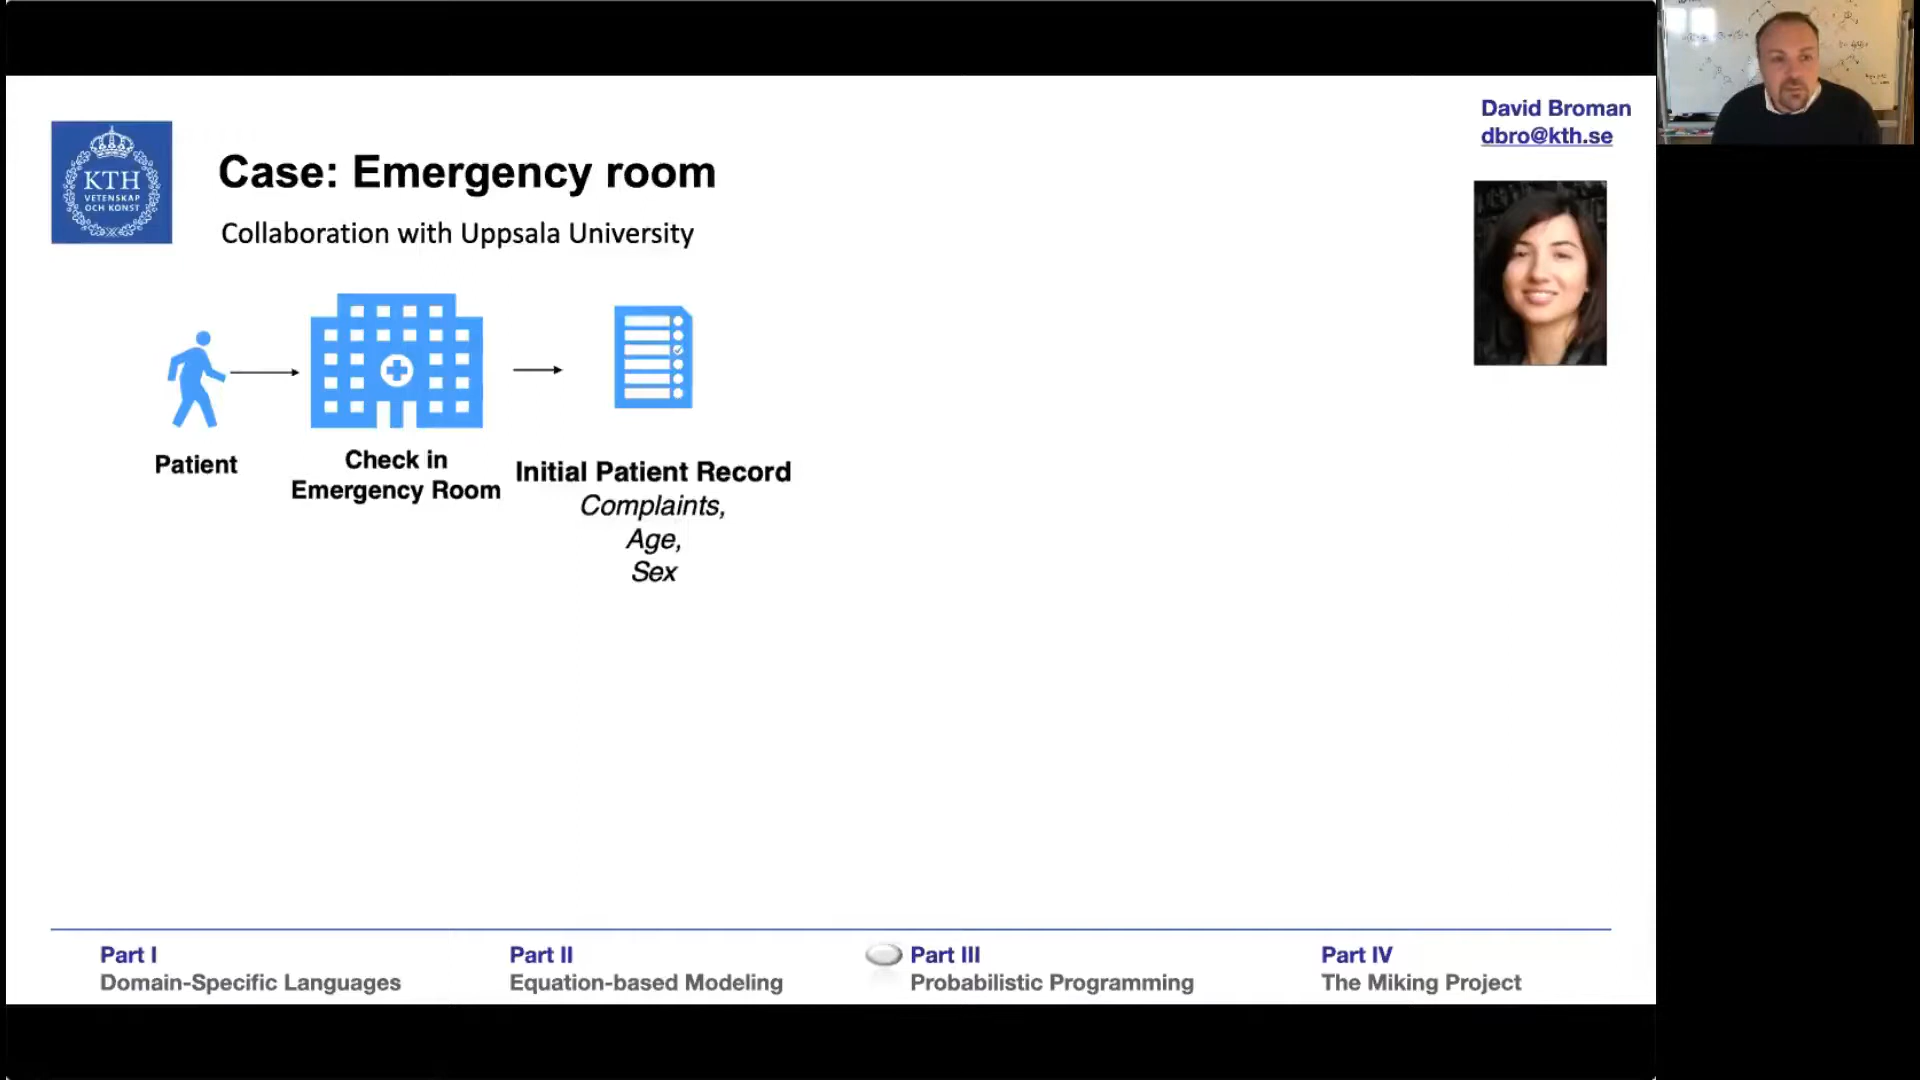 David Broman
dbro@kth.se
KTH
VETENSKAP
OCH KONST
Case: Emergency room
Collaboration with Uppsala University
Patient
Check in
Emergency Room
Initial Patient Record
Complaints,
Age,
Sex
Part I
Domain-Specific Languages
Part II
Equation-based Modeling
Part III
Probabilistic Programming
Part IV
The Miking Project